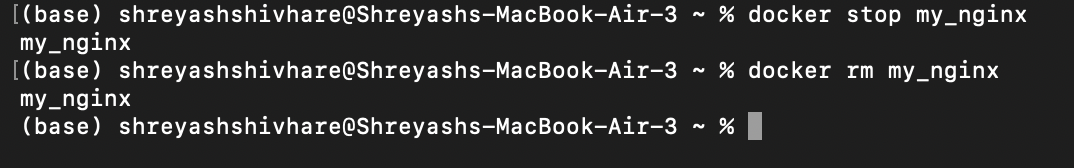 [(base) shreyashshivhare@Shreyashs-MacBook-Air-3 ~ % docker stop my_nginx
my_nginx
[(base) shreyashshivhare@Shreyashs-MacBook-Air-3 ~ % docker rm my_nginx
my_nginx
(base) shreyashshivhare@Shreyashs-MacBook-Air-3 ~ %